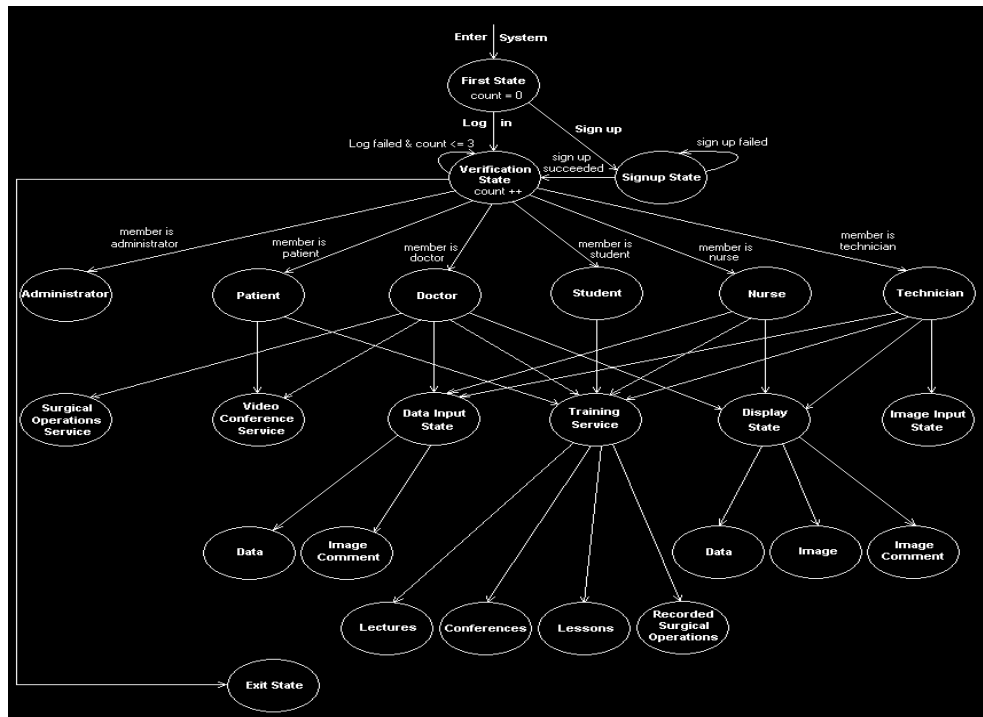 Enter System
First State
count = 0
Log in
Sign up
Log failed & count <= 3
sign up
succeeded
sign up failed
Verification
State
count ++
Signup State
member is
administrator
member is
patient
member is
doctor
member is
student
member is
nurse
member is
technician
Administrator
Patient
Doctor
Student
Nurse
Technician
Surgical
Operations
Service
Video
Conference
Service
Data Input
State
Training
Service
Display
State
Image Input
State
Data
Image
Comment
Data
Image
Image
Comment
Lectures
Conferences
Lessons
Recorded
Surgical
Operations
Exit State